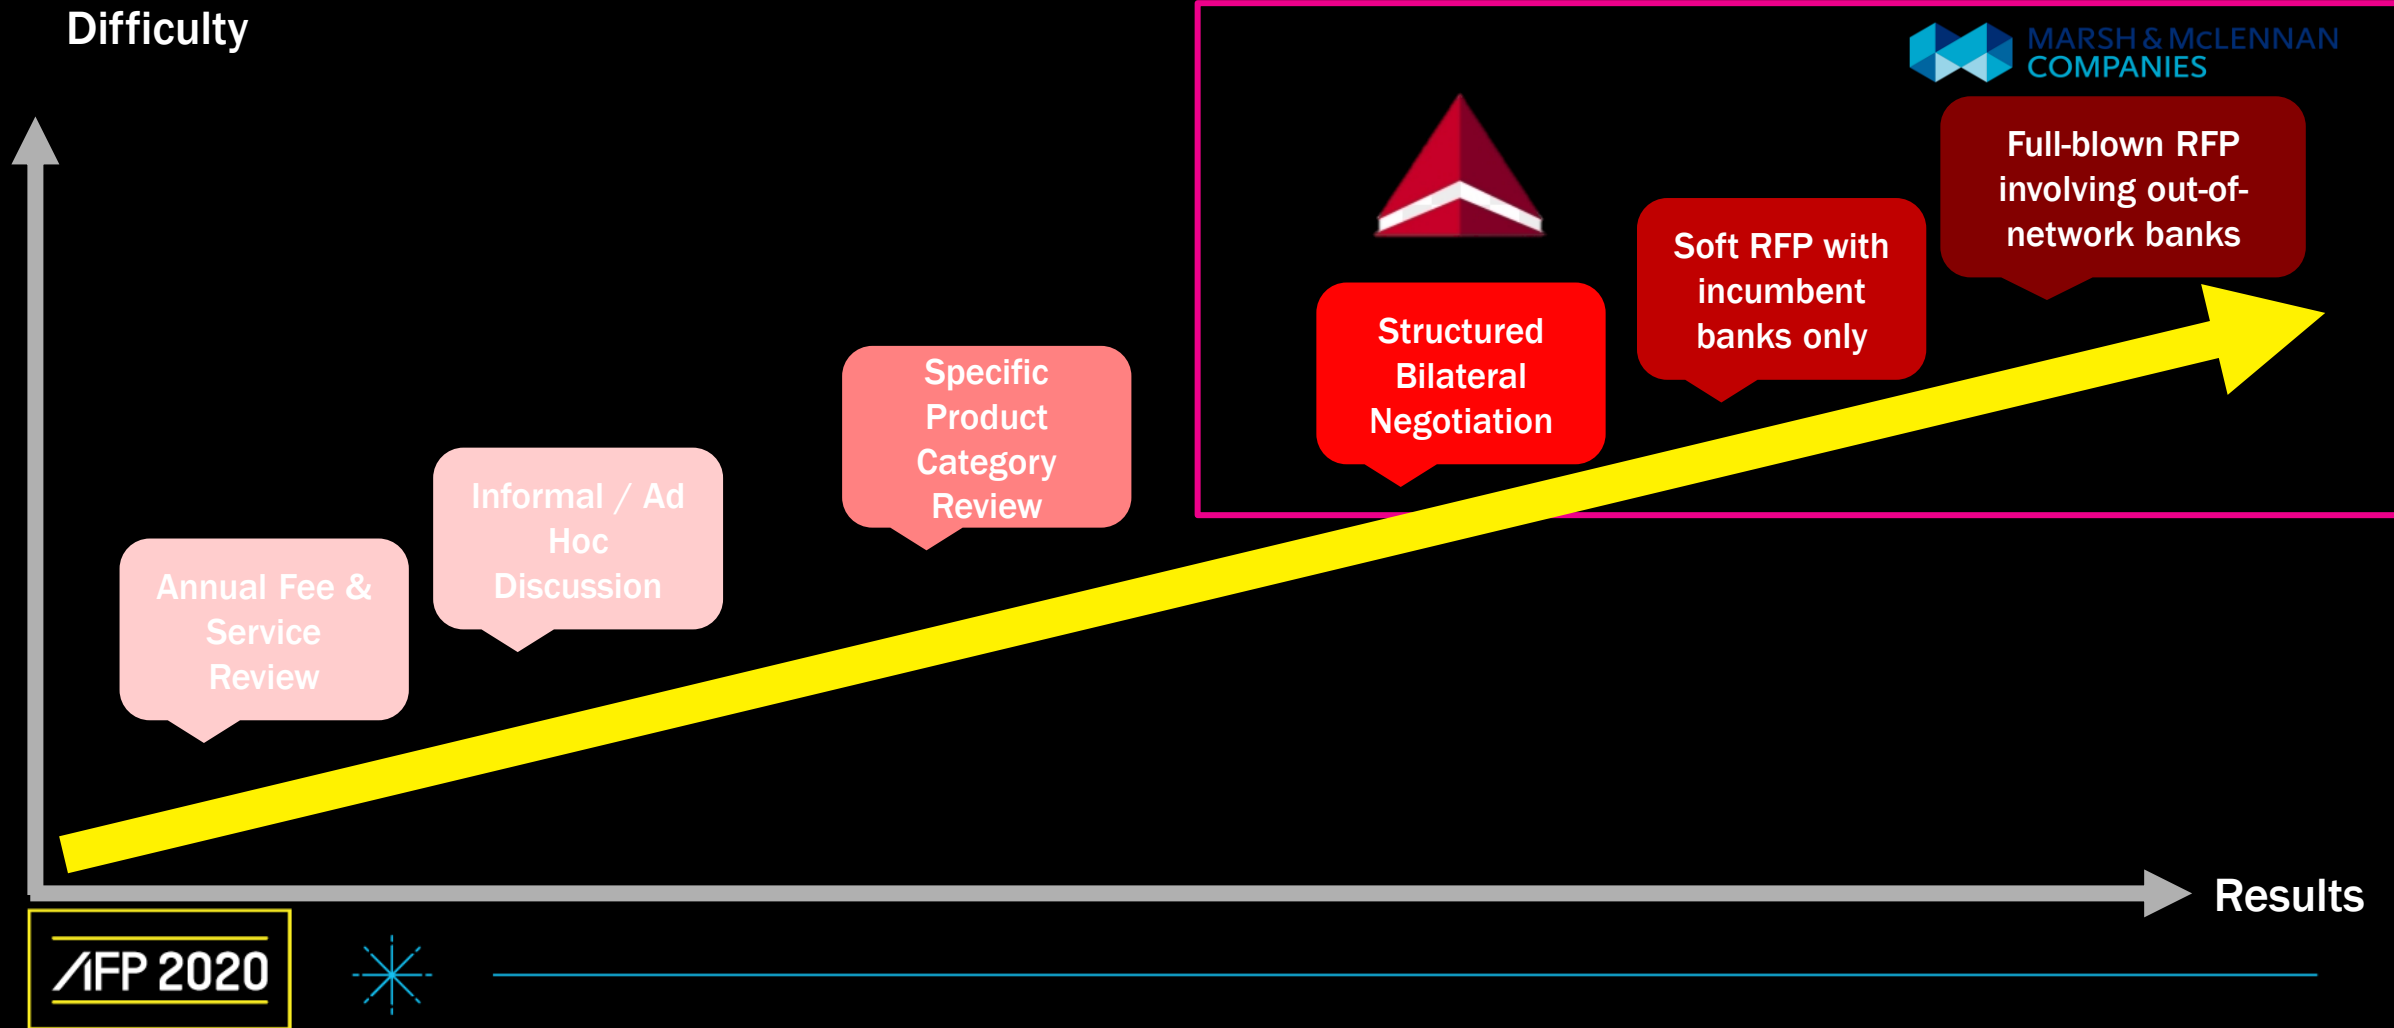 Difficulty
MARSH & McLENNAN
COMPANIES
Full-blown RFP
involving out-of-
network banks
Soft RFP with
incumbent
banks only
Structured
Bilateral
Negotiation
Specific
Product
Category
Review
Informal / Ad
Hoc
Discussion
Annual Fee &
Service
Review
Results
AFP 2020